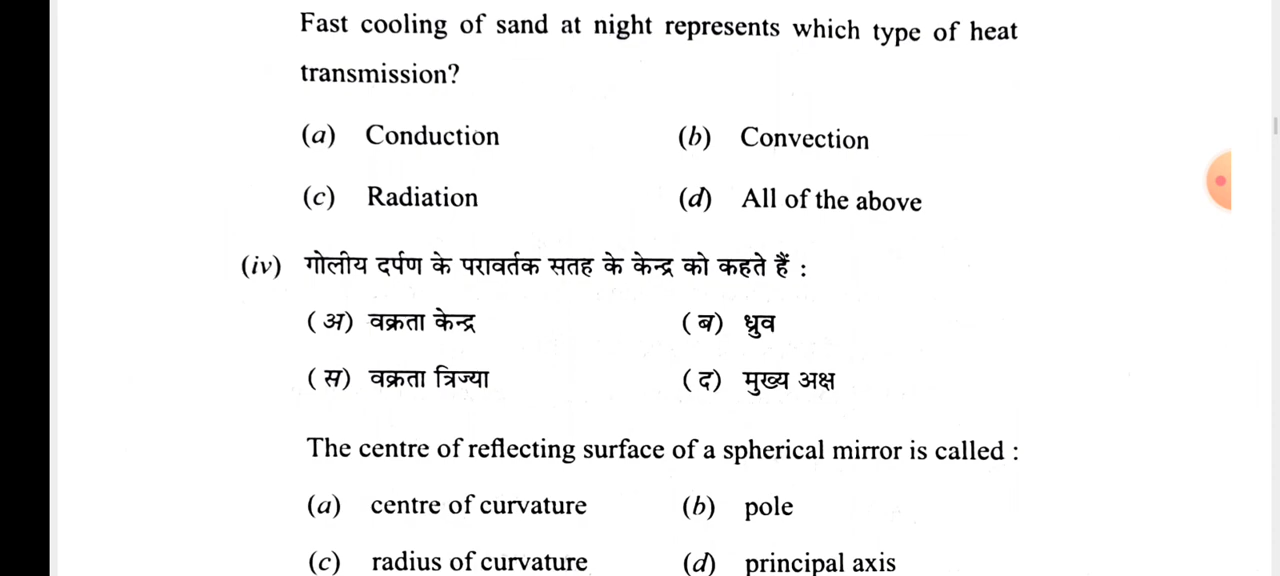 Fast cooling of sand at night represents which type of heat
transmission?
(a) Conduction (b) Convection
(c) Radiation (d) All of the above
(iv) गोलीय दर्पण के परावर्तक सतह के केन्द्र को कहते हैं :
(अ) वक्रता केन्द्र (ब) ध्रुव
(स) वक्रता त्रिज्या (द) मुख्य अक्ष
The centre of reflecting surface of a spherical mirror is called :
(a) centre of curvature (b) pole
(c) radius of curvature (d) principal axis